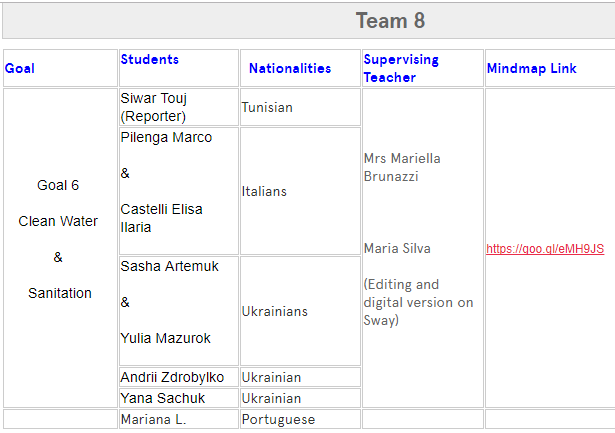 Team 8
Goal
Students
Nationalities
Supervising
Teacher
Mindmap Link
Goal 6
Clean Water
&
Sanitation
Siwar Touj
(Reporter)
Tunisian
Pilenga Marco
&
Castelli Elisa
Ilaria
Italians
Sasha Artemuk
&
Yulia Mazurok
Ukrainians
Andrii Zdrobylko
Ukrainian
Yana Sachuk
Ukrainian
Mrs Mariella
Brunazzi
Maria Silva
(Editing and
digital version on
Sway)
https://goo.gl/eMH9JS
Mariana L.
Portuguese